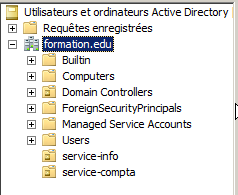 Utilisateurs et ordinateurs Active Directory
Requêtes enregistrées
formation.edu
Builtin
Computers
Domain Controllers
ForeignSecurityPrincipals
Managed Service Accounts
Users
service-info
service-compta